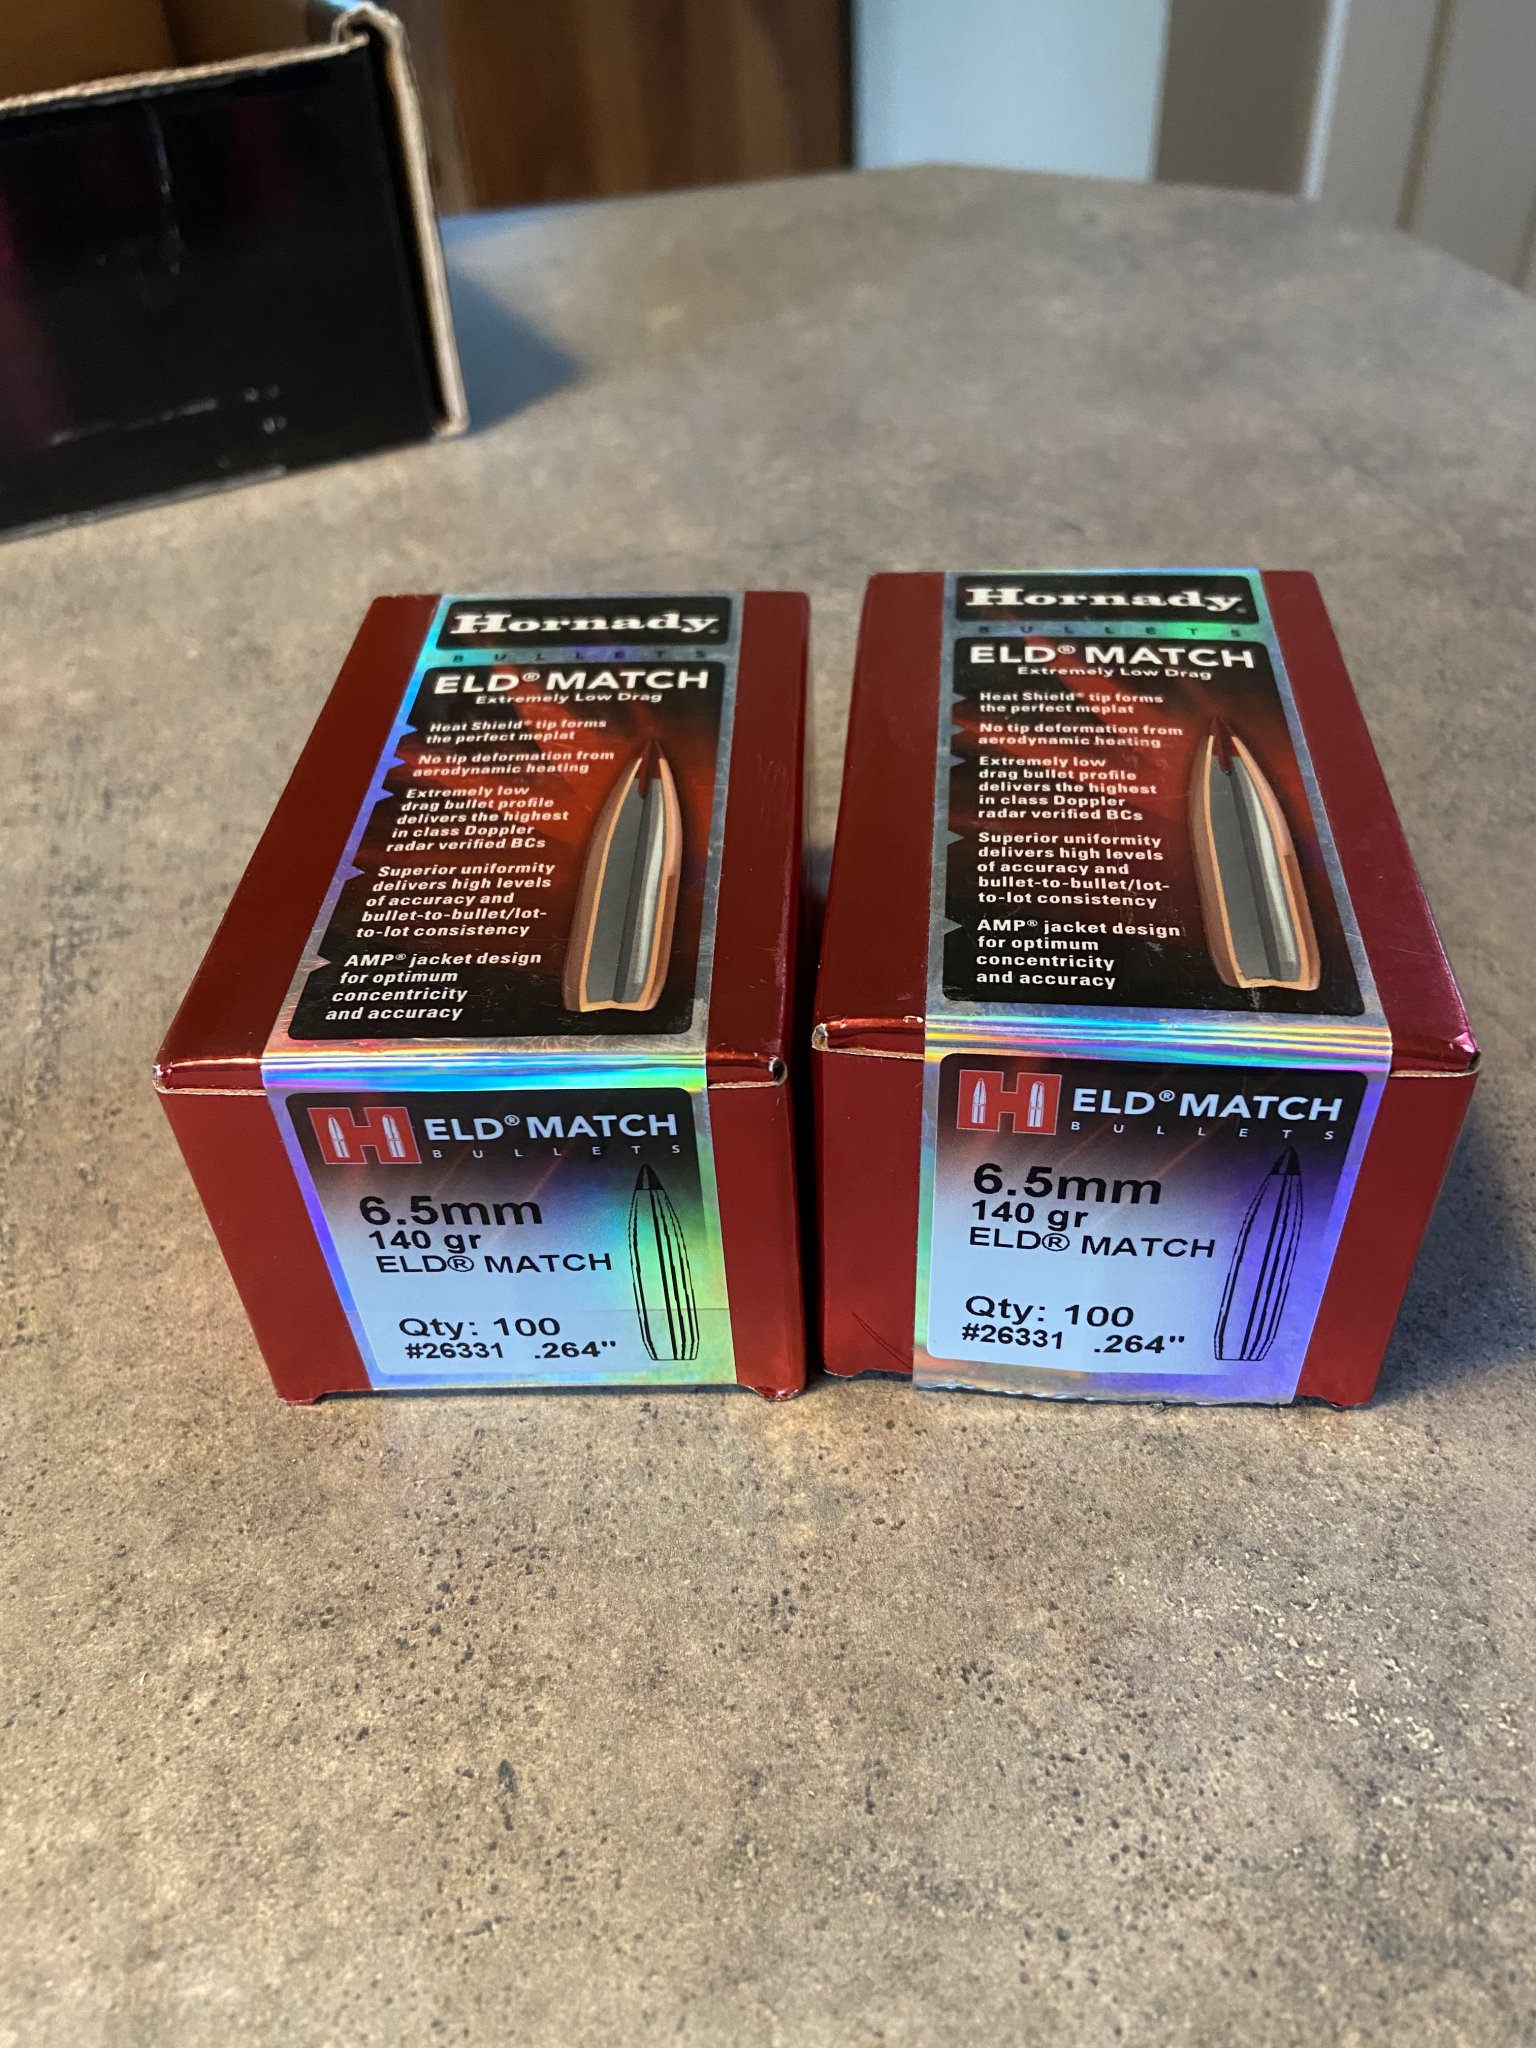 Hornady®
BULLETS
ELD® MATCH
Extremely Low Drag
Heat Shield® tip forms
the perfect meplat
No tip deformation from
aerodynamic heating
Extremely low
drag bullet profile
delivers the highest
in class Doppler
radar verified BCs
Superior uniformity
delivers high levels
of accuracy and
bullet-to-bullet/lot-
to-lot consistency
AMP® jacket design
for optimum
concentricity
and accuracy
H ELD® MATCH
BULLETS
6.5mm
140 gr
ELD® MATCH
Qty: 100
#26331 .264"
Hornady®
BULLETS
ELD® MATCH
Extremely Low Drag
Heat Shield® tip forms
the perfect meplat
No tip deformation from
aerodynamic heating
Extremely low
drag bullet profile
delivers the highest
in class Doppler
radar verified BCs
Superior uniformity
delivers high levels
of accuracy and
bullet-to-bullet/lot-
to-lot consistency
AMP® jacket design
for optimum
concentricity
and accuracy
H ELD® MATCH
BULLETS
6.5mm
140 gr
ELD® MATCH
Qty: 100
#26331 .264"